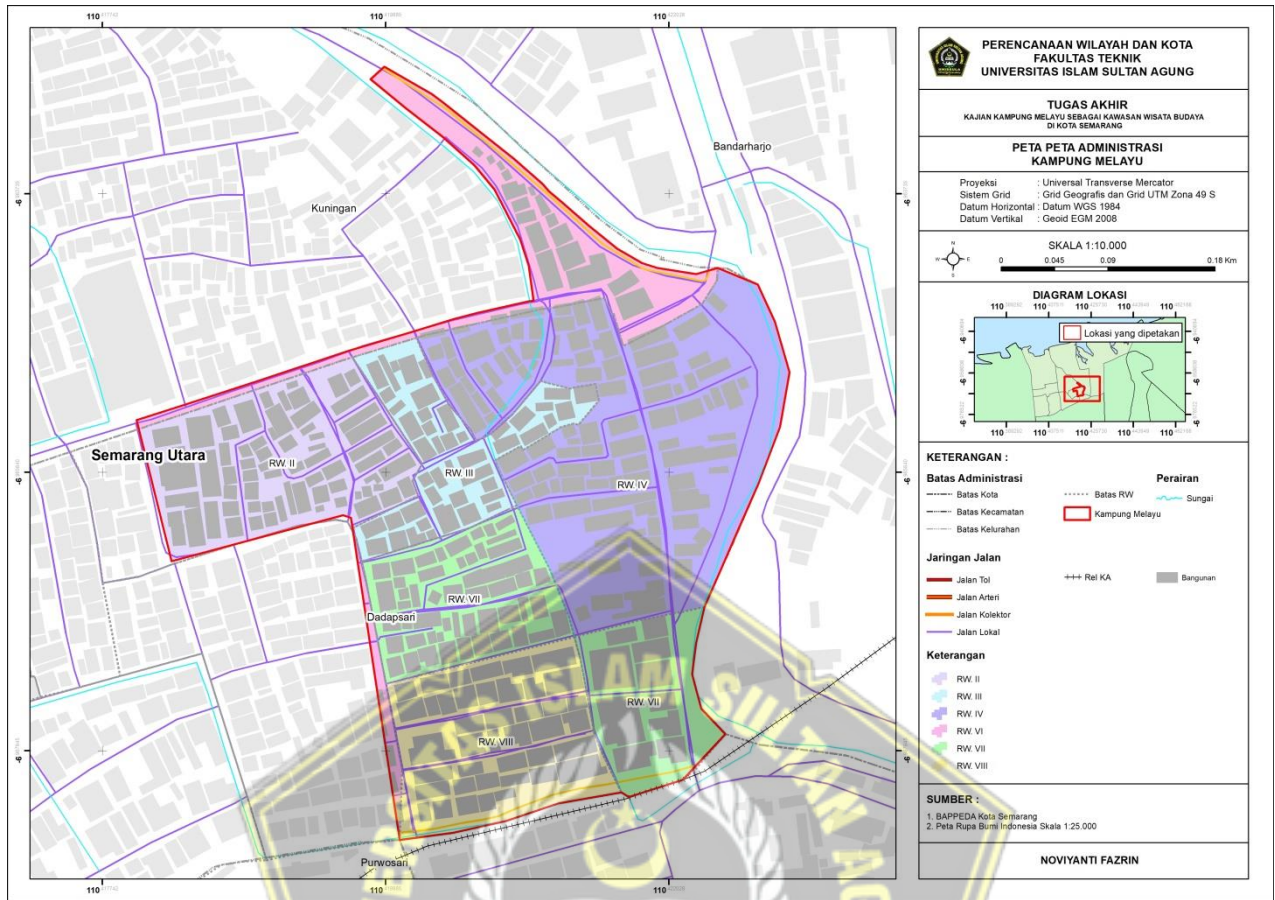 PERENCANAAN WILAYAH DAN KOTA
FAKULTAS TEKNIK
UNIVERSITAS ISLAM SULTAN AGUNG
TUGAS AKHIR
KAJIAN KAMPUNG MELAYU SEBAGAI KAWASAN WISATA BUDAYA
DI KOTA SEMARANG
PETA PETA ADMINISTRASI
KAMPUNG MELAYU
Proyeksi : Universal Transverse Mercator
Sistem Grid : Grid Geografis dan Grid UTM Zona 49 S
Datum Horizontal : Datum WGS 1984
Datum Vertikal : Geoid EGM 2008
SKALA 1:10.000
N
W E
S
0 0.045 0.09 0.18 Km
DIAGRAM LOKASI
Lokasi yang dipetakan
KETERANGAN :
Batas Administrasi
Batas Kota
Batas Kecamatan
Batas Kelurahan
Batas RW
Kampung Melayu
Perairan
Sungai
Jaringan Jalan
Jalan Tol
Jalan Arteri
Jalan Kolektor
Jalan Lokal
Rel KA
Bangunan
Keterangan
RW. II
RW. III
RW. IV
RW. VI
RW. VII
RW. VIII
SUMBER :
1. BAPPEDA Kota Semarang
2. Peta Rupa Bumi Indonesia Skala 1:25.000
NOVIYANTI FAZRIN
Bandarharjo
Kuningan
Semarang Utara
RW. II
RW. III
RW. IV
RW. VII
Dadapsari
RW. VII
RW. VIII
Purwosari
ISLAM SULTAN AG